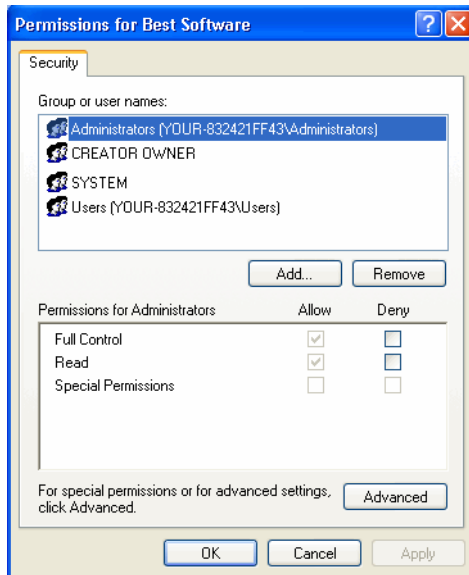 Permissions for Best Software
Security
Group or user names:
Administrators (YOUR-832421FF43\Administrators)
CREATOR OWNER
SYSTEM
Users (YOUR-832421FF43\Users)
Add... Remove
Permissions for Administrators Allow Deny
Full Control
Read
Special Permissions
For special permissions or for advanced settings,
click Advanced.
Advanced
OK Cancel Apply